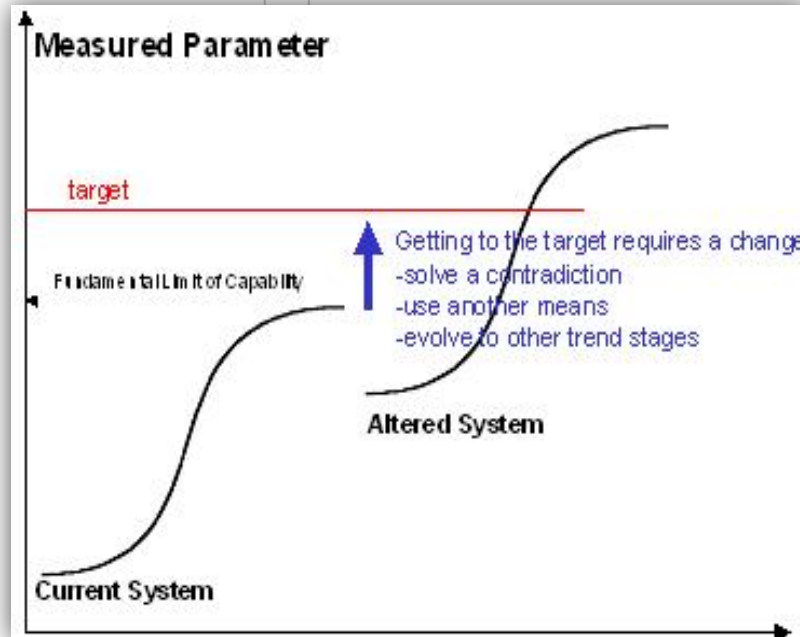 Measured Parameter
target
Getting to the target requires a change
-solve a contradiction
-use another means
-evolve to other trend stages
Fundamental Limit of Capability
Altered System
Current System